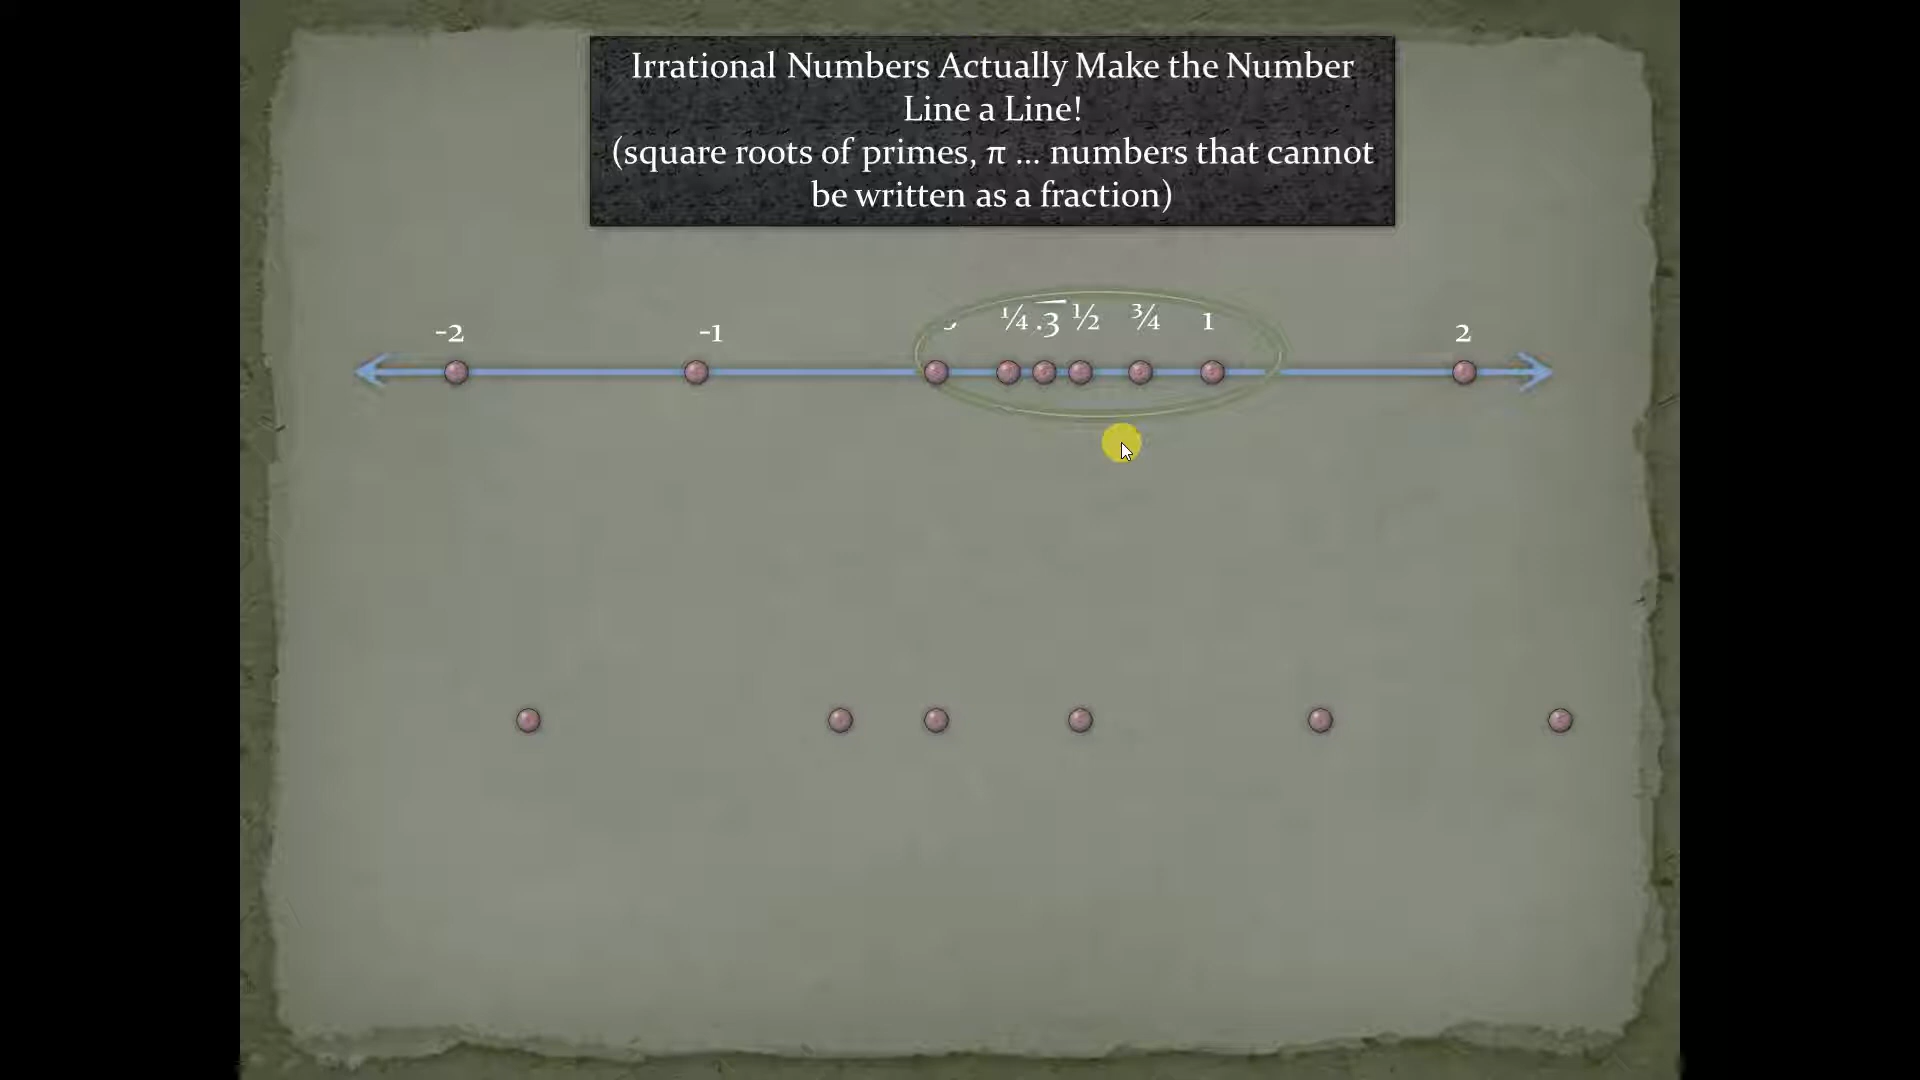 Irrational Numbers Actually Make the Number
Line a Line!
(square roots of primes, π ... numbers that cannot
be written as a fraction)
-2 -1 ¼ .3̅ ½ ¾ 1 2